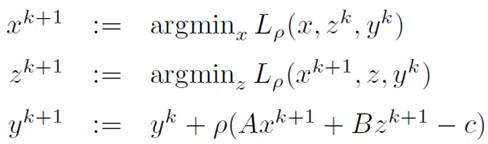 x^{k+1} := argmin_x L_ρ(x, z^k, y^k)
z^{k+1} := argmin_z L_ρ(x^{k+1}, z, y^k)
y^{k+1} := y^k + ρ(Ax^{k+1} + Bz^{k+1} − c)